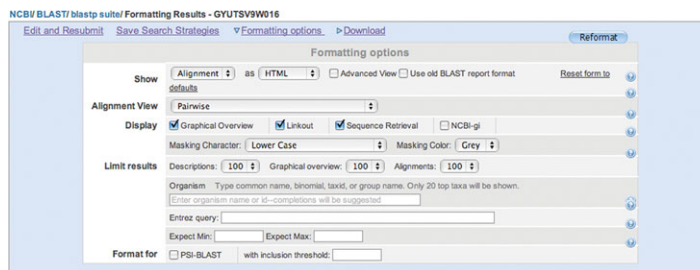 NCBI/ BLAST/ blastp suite/ Formatting Results - GYUTSV9W016
Edit and Resubmit Save Search Strategies ▽Formatting options ▷Download
Reformat
Formatting options
Show Alignment as HTML Advanced View Use old BLAST report format Reset form to
defaults
Alignment View Pairwise
Display Graphical Overview Linkout Sequence Retrieval NCBI-gi
Masking Character: Lower Case Masking Color: Grey
Limit results Descriptions: 100 Graphical overview: 100 Alignments: 100
Organism Type common name, binomial, taxid, or group name. Only 20 top taxa will be shown.
Enter organism name or id--completions will be suggested
Entrez query:
Expect Min: Expect Max:
Format for PSI-BLAST with inclusion threshold: